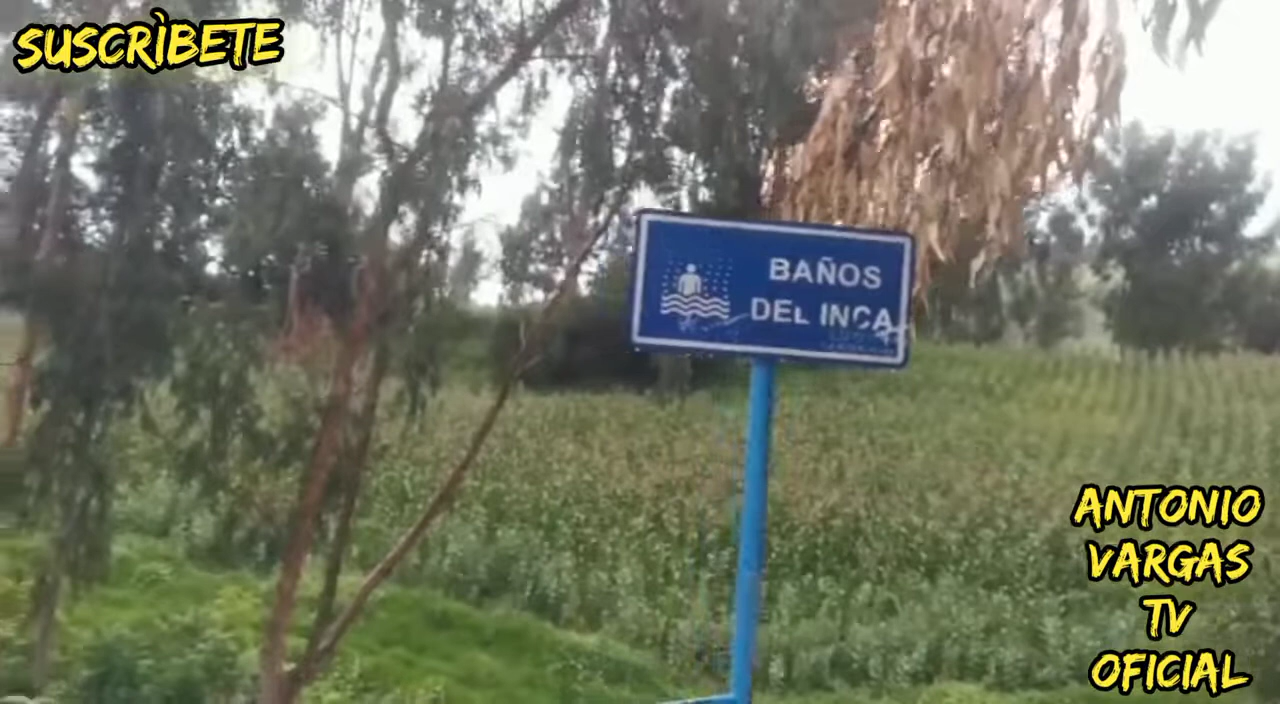 SUSCRÌBETE
BAÑOS
DEL INCA
ANTONIO
VARGAS
TV
OFICIAL